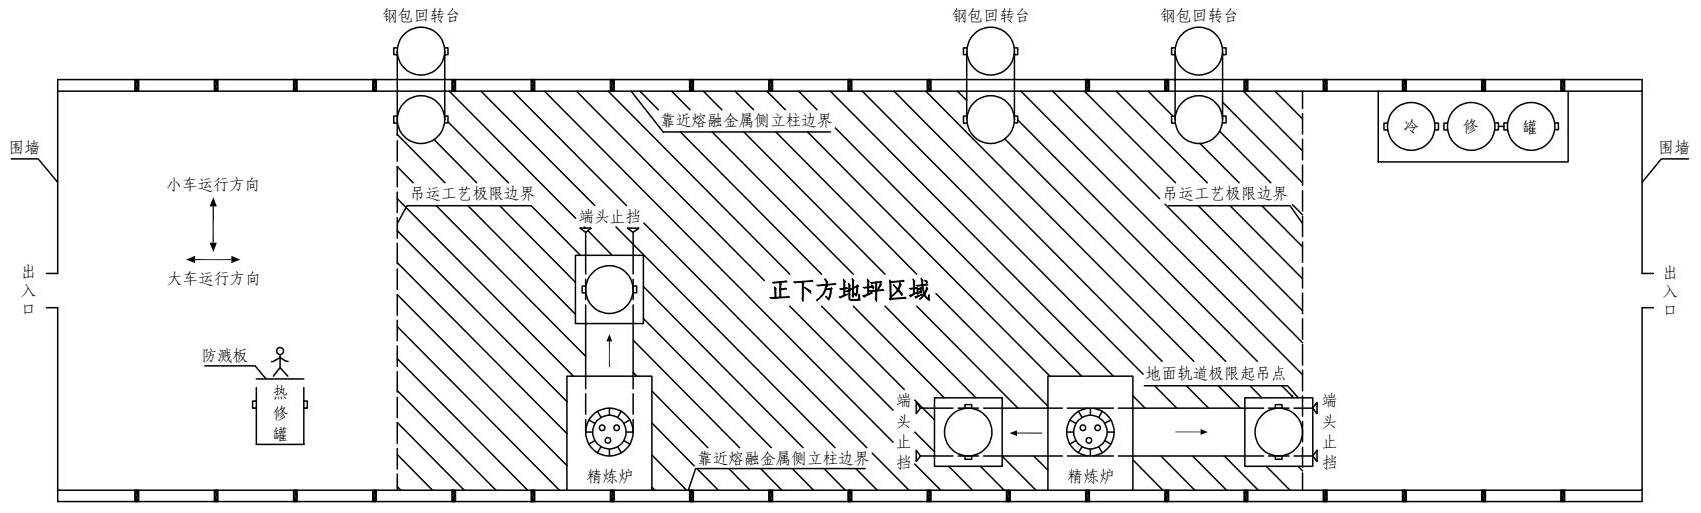 钢包回转台
钢包回转台
钢包回转台
靠近熔融金属侧立柱边界
冷 修 罐
围墙
围墙
小车运行方向
吊运工艺极限边界
吊运工艺极限边界
端头止挡
大车运行方向
出入口
正下方地坪区域
出入口
防溅板
热修罐
地面轨道极限起吊点
端头止挡
端头止挡
靠近熔融金属侧立柱边界
精炼炉
精炼炉